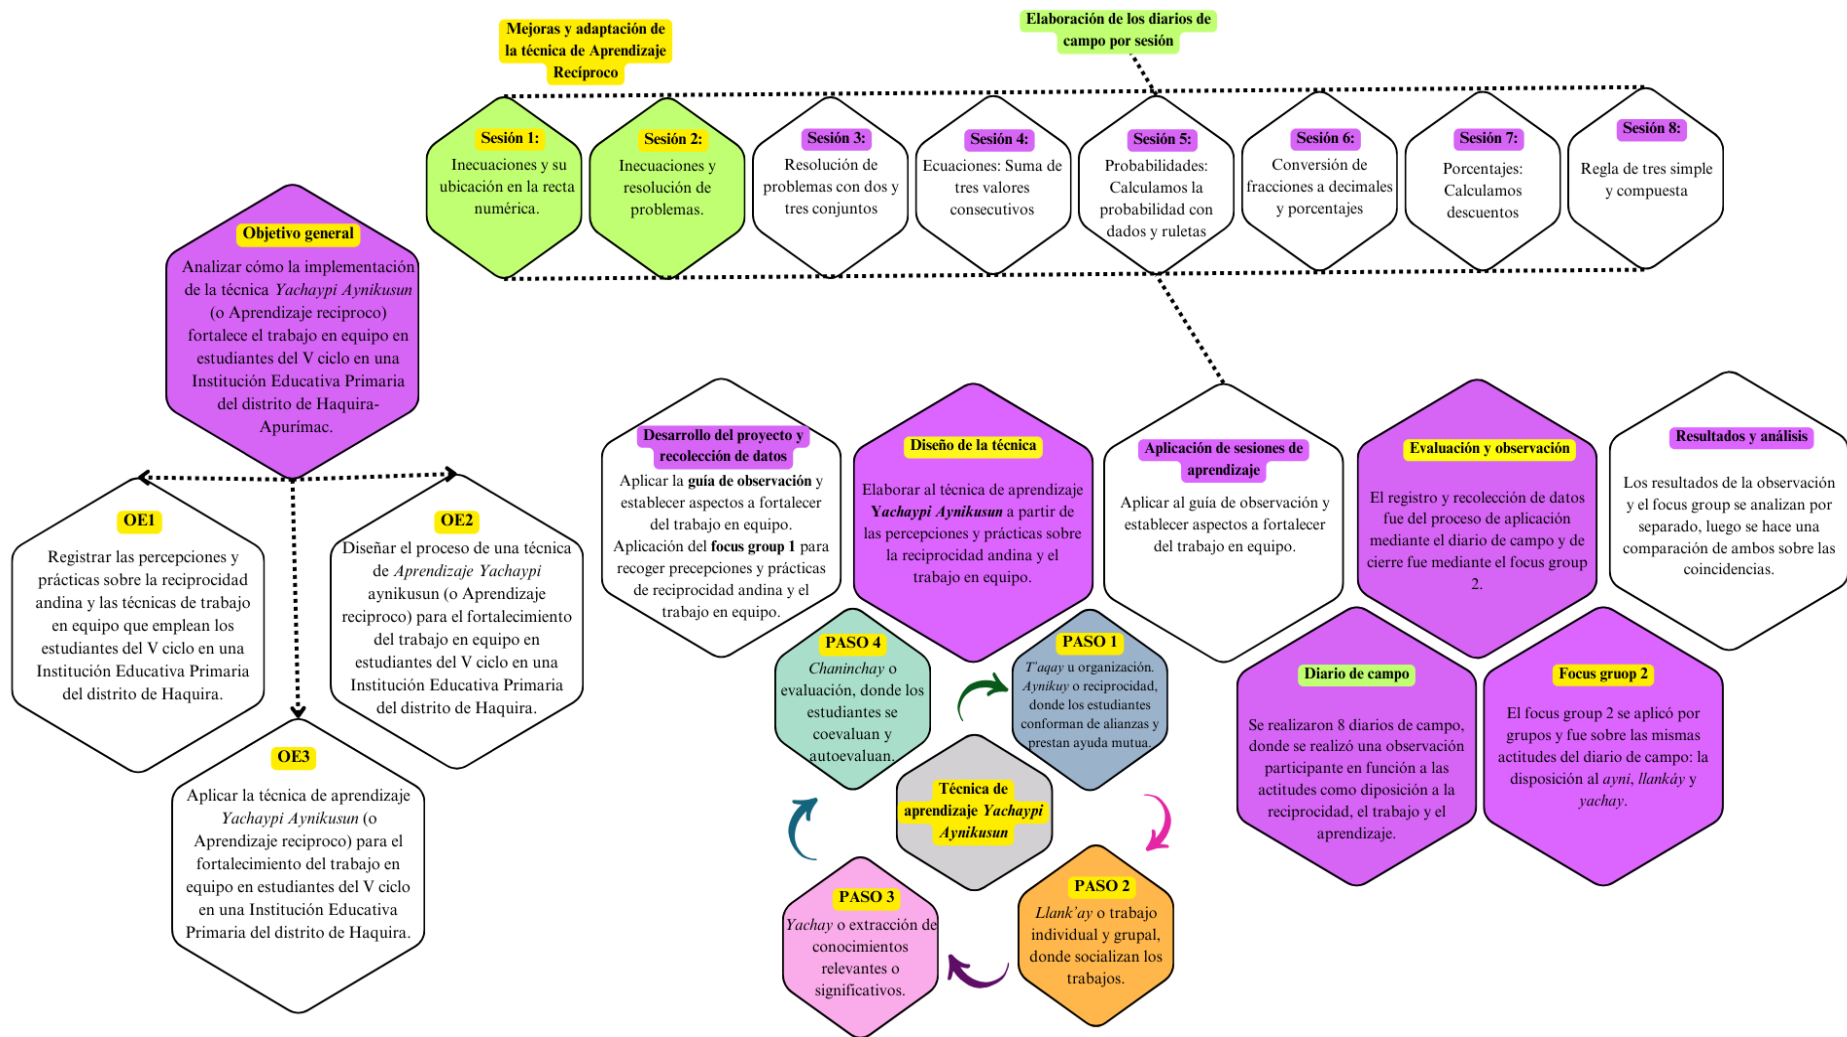 Mejoras y adaptación de
la técnica de Aprendizaje
Recíproco
Elaboración de los diarios de
campo por sesión
Sesión 1:
Inecuaciones y su
ubicación en la recta
numérica.
Sesión 2:
Inecuaciones y
resolución de
problemas.
Sesión 3:
Resolución de
problemas con dos y
tres conjuntos
Sesión 4:
Ecuaciones: Suma de
tres valores
consecutivos
Sesión 5:
Probabilidades:
Calculamos la
probabilidad con
dados y ruletas
Sesión 6:
Conversión de
fracciones a decimales
y porcentajes
Sesión 7:
Porcentajes:
Calculamos
descuentos
Sesión 8:
Regla de tres simple
y compuesta
Objetivo general
Analizar cómo la implementación
de la técnica Yachaypi Aynikusun
(o Aprendizaje reciproco)
fortalece el trabajo en equipo en
estudiantes del V ciclo en una
Institución Educativa Primaria
del distrito de Haquira-
Apurímac.
OE1
Registrar las percepciones y
prácticas sobre la reciprocidad
andina y las técnicas de trabajo
en equipo que emplean los
estudiantes del V ciclo en una
Institución Educativa Primaria
del distrito de Haquira.
OE2
Diseñar el proceso de una técnica
de Aprendizaje Yachaypi
aynikusun (o Aprendizaje
reciproco) para el fortalecimiento
del trabajo en equipo en
estudiantes del V ciclo en una
Institución Educativa Primaria
del distrito de Haquira.
OE3
Aplicar la técnica de aprendizaje
Yachaypi Aynikusun (o
Aprendizaje reciproco) para el
fortalecimiento del trabajo en
equipo en estudiantes del V ciclo
en una Institución Educativa
Primaria del distrito de Haquira.
Desarrollo del proyecto y
recolección de datos
Aplicar la guía de observación y
establecer aspectos a fortalecer
del trabajo en equipo.
Aplicación del focus group 1 para
recoger precepciones y prácticas
de reciprocidad andina y el
trabajo en equipo.
Diseño de la técnica
Elaborar al técnica de aprendizaje
Yachaypi Aynikusun a partir de
las percepciones y prácticas sobre
la reciprocidad andina y el
trabajo en equipo.
Aplicación de sesiones de
aprendizaje
Aplicar al guía de observación y
establecer aspectos a fortalecer
del trabajo en equipo.
Evaluación y observación
El registro y recolección de datos
fue del proceso de aplicación
mediante el diario de campo y de
cierre fue mediante el focus group
2.
Resultados y análisis
Los resultados de la observación
y el focus group se analizan por
separado, luego se hace una
comparación de ambos sobre las
coincidencias.
Diario de campo
Se realizaron 8 diarios de campo,
donde se realizó una observación
participante en función a las
actitudes como diposición a la
reciprocidad, el trabajo y el
aprendizaje.
Focus gruop 2
El focus group 2 se aplicó por
grupos y fue sobre las mismas
actitudes del diario de campo: la
disposición al ayni, llankáy y
yachay.
PASO 4
Chaninchay o
evaluación, donde los
estudiantes se
coevaluan y
autoevaluan.
PASO 1
T'aqay u organización.
Aynikuy o reciprocidad,
donde los estudiantes
conforman de alianzas y
prestan ayuda mutua.
Técnica de
aprendizaje Yachaypi
Aynikusun
PASO 3
Yachay o extracción de
conocimientos
relevantes o
significativos.
PASO 2
Llank'ay o trabajo
individual y grupal,
donde socializan los
trabajos.